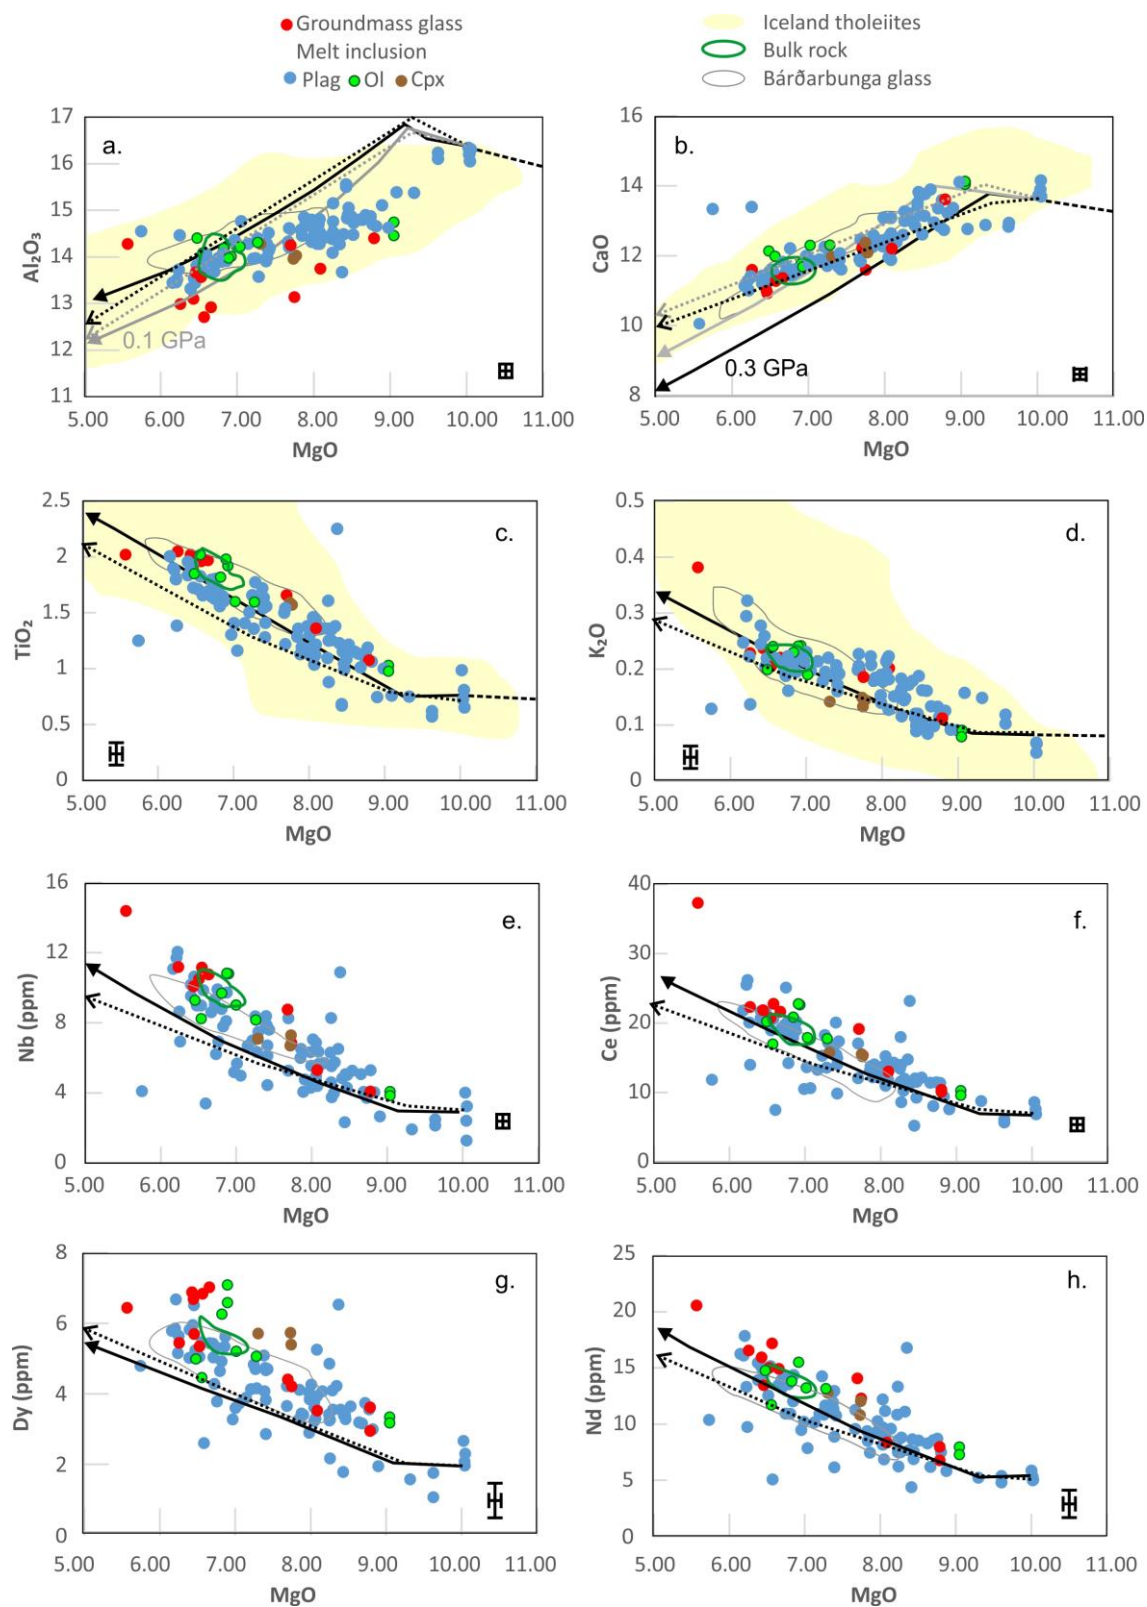 Groundmass glass
Melt inclusion
Plag Ol Cpx
Iceland tholeiites
Bulk rock
Bárðarbunga glass
17
16
15
14
13
12
11
Al₂O₃
a.
0.1 GPa
5.00 6.00 7.00 8.00 9.00 10.00 11.00
MgO
16
14
12
10
8
CaO
b.
0.3 GPa
5.00 6.00 7.00 8.00 9.00 10.00 11.00
MgO
2.5
2
1.5
1
0.5
0
TiO₂
c.
5.00 6.00 7.00 8.00 9.00 10.00 11.00
MgO
0.5
0.4
0.3
0.2
0.1
0
K₂O
d.
5.00 6.00 7.00 8.00 9.00 10.00 11.00
MgO
16
12
8
4
0
Nb (ppm)
e.
5.00 6.00 7.00 8.00 9.00 10.00 11.00
MgO
40
30
20
10
0
Ce (ppm)
f.
5.00 6.00 7.00 8.00 9.00 10.00 11.00
MgO
8
6
4
2
0
Dy (ppm)
g.
5.00 6.00 7.00 8.00 9.00 10.00 11.00
MgO
25
20
15
10
5
0
Nd (ppm)
h.
5.00 6.00 7.00 8.00 9.00 10.00 11.00
MgO